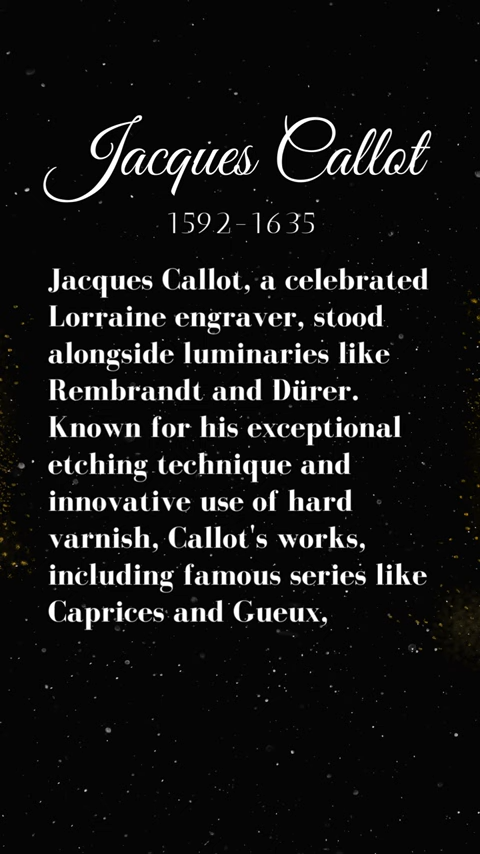 Jacques Callot
1592-1635
Jacques Callot, a celebrated
Lorraine engraver, stood
alongside luminaries like
Rembrandt and Dürer.
Known for his exceptional
etching technique and
innovative use of hard
varnish, Callot's works,
including famous series like
Caprices and Gueux,